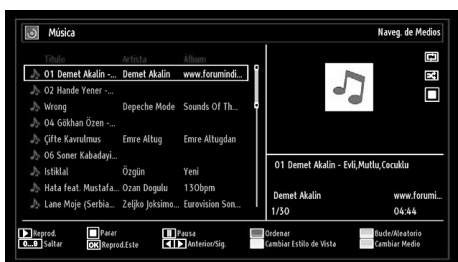 Música
Naveg. de Medios
Título Artista Album
01 Demet Akalin -... Demet Akalin www.forumindi...
02 Hande Yener -...
Wrong Depeche Mode Sounds Of Th...
04 Gökhan Özen -...
Çifte Kavrulmus Emre Altug Emre Altugdan
06 Soner Kabadayi...
Istiklal Özgün Yeni
Hata feat. Mustafa... Ozan Dogulu 130bpm
Lane Moje (Serbia... Zeljko Joksimo... Eurovision Son...
01 Demet Akalin - Evli,Mutlu,Cocuklu
Demet Akalin www.forumi...
1/30 04:44
Reprod. Parar Pausa Ordenar Bucle/Aleatorio
0...9 Saltar OK Reprod.Este Anterior/Sig. Cambiar Estilo de Vista Cambiar Medio